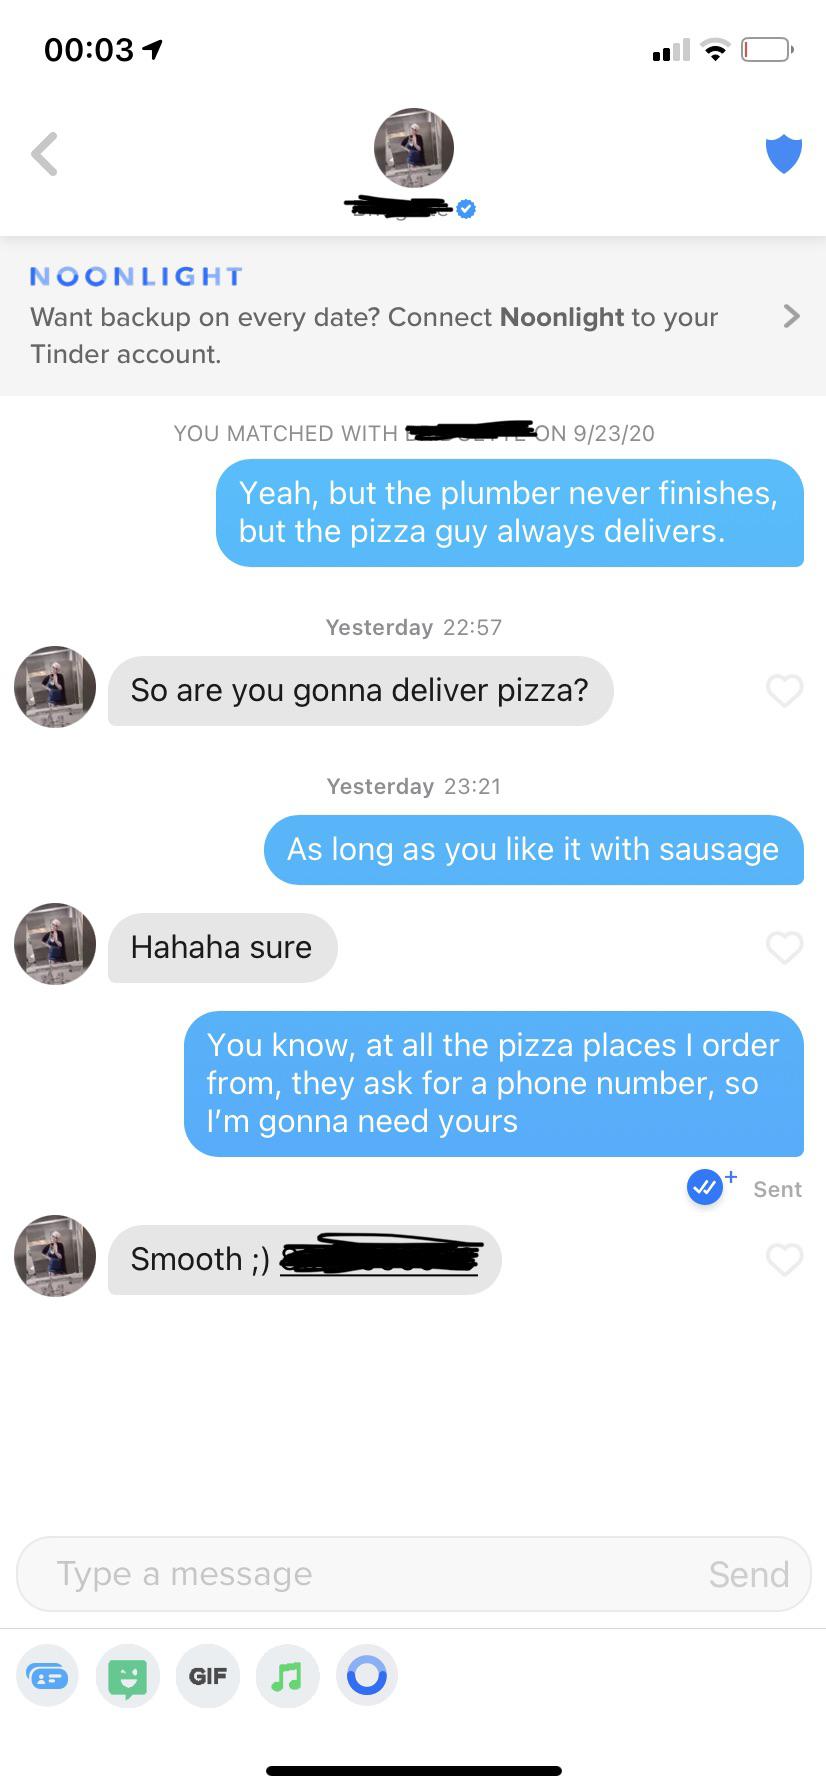 00:03
NOONLIGHT
Want backup on every date? Connect Noonlight to your
Tinder account.
YOU MATCHED WITH ON 9/23/20
Yeah, but the plumber never finishes,
but the pizza guy always delivers.
Yesterday 22:57
So are you gonna deliver pizza?
Yesterday 23:21
As long as you like it with sausage
Hahaha sure
You know, at all the pizza places I order
from, they ask for a phone number, so
I'm gonna need yours
Sent
Smooth ;)
Type a message Send
GIF